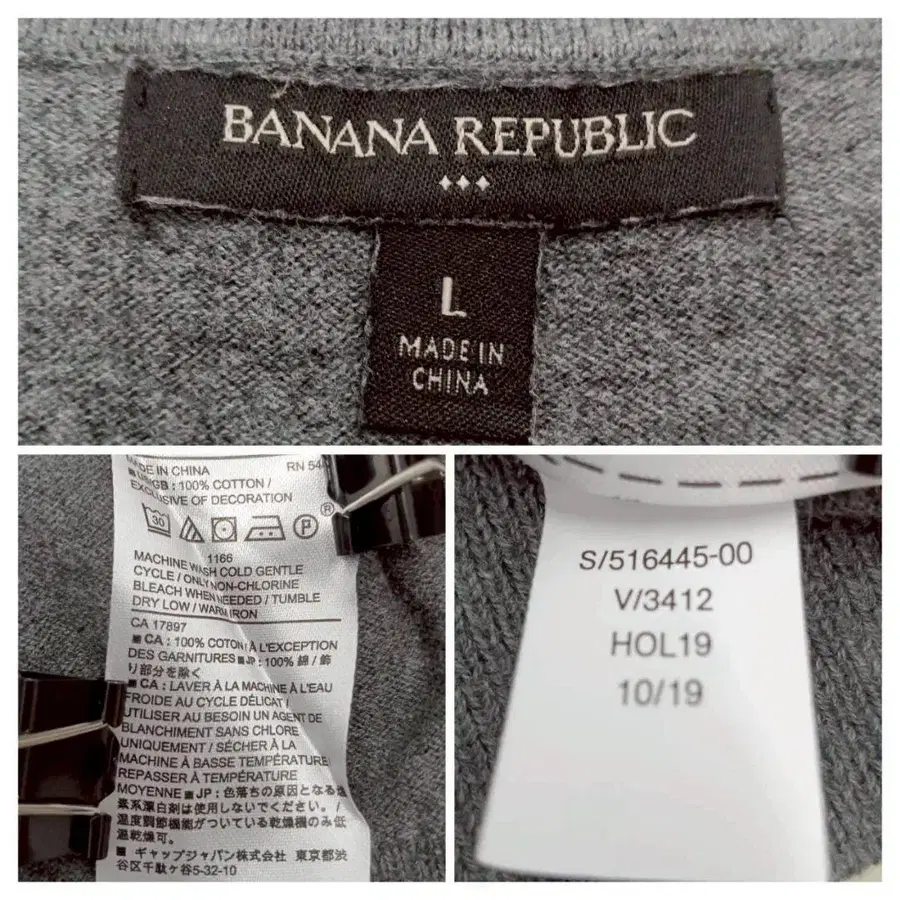 BANANA REPUBLIC
L
MADE IN
CHINA
DE IN CHINA RN 54
100% COTTON /
EXCLUSIVE OF DECORATION
30 P ®
1166
MACHINE WASH COLD GENTLE
CYCLE / ONLY NON-CHLORINE
BLEACH WHEN NEEDED / TUMBLE
DRY LOW / WARM IRON
CA 17897
■ CA : 100% COTON / À L'EXCEPTION
DES GARNITURES ■ JP : 100% 綿 / 飾
り部分を除く
■ CA : LAVER À LA MACHINE À L'EAU
FROIDE AU CYCLE DÉLICAT /
UTILISER AU BESOIN UN AGENT DE
BLANCHIMENT SANS CHLORE
UNIQUEMENT / SÉCHER À LA
MACHINE À BASSE TEMPÉRATURE
REPASSER À TEMPÉRATURE
MOYENNE ■ JP : 色落ちの原因となる塩
素系漂白剤は使用しないでください。 /
温度調節機能がついている乾燥機のみ低
温乾燥可。
■ ギャップジャパン株式会社 東京都渋
谷区千駄ヶ谷5-32-10
S/516445-00
V/3412
HOL19
10/19